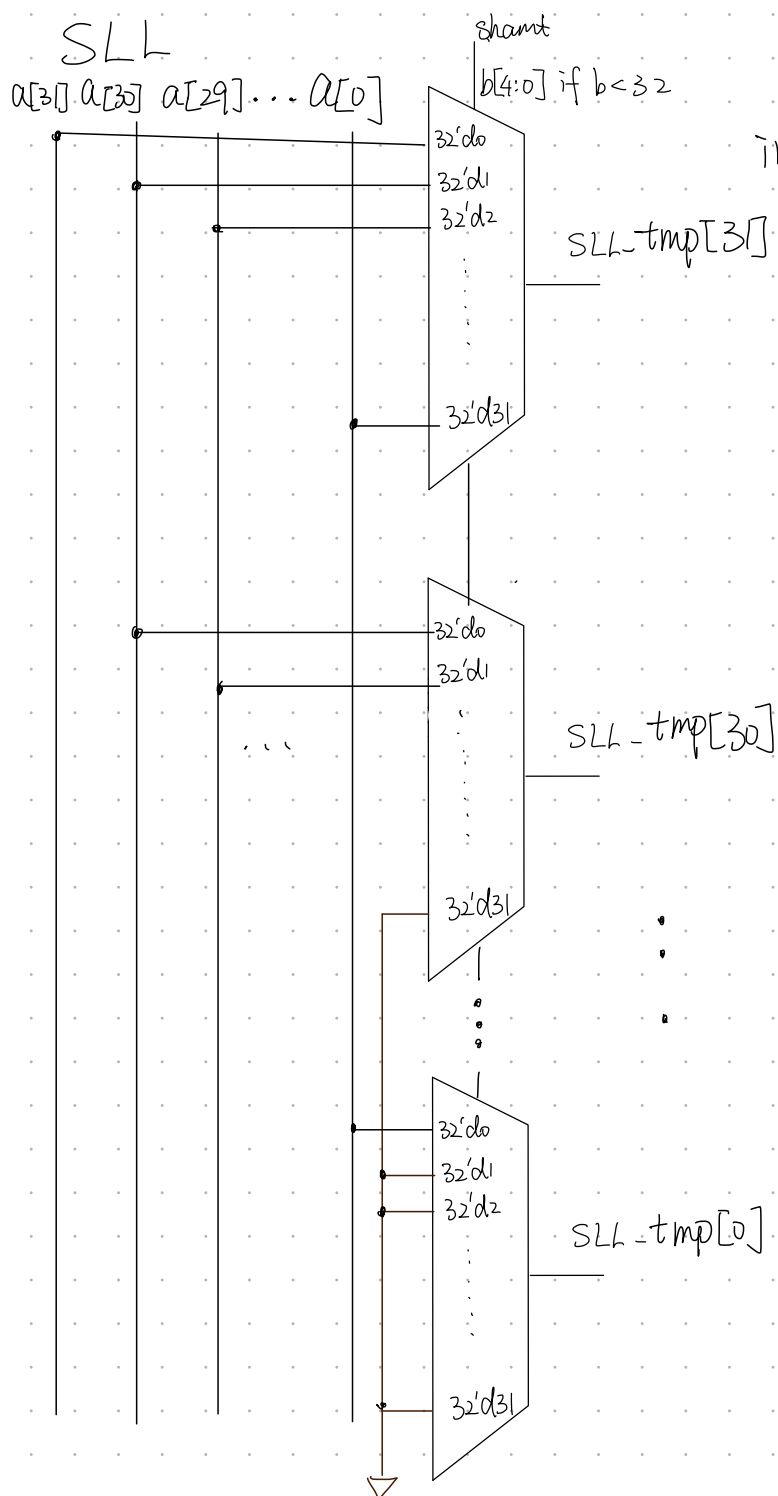 SLL
shamt
a[31] a[30] a[29] ... a[0]
b[4:0] if b<32
32'd0
32'd1
32'd2
SLL_tmp[31]
32'd31
32'd0
32'd1
...
SLL_tmp[30]
32'd31
32'd0
32'd1
32'd2
SLL_tmp[0]
32'd31